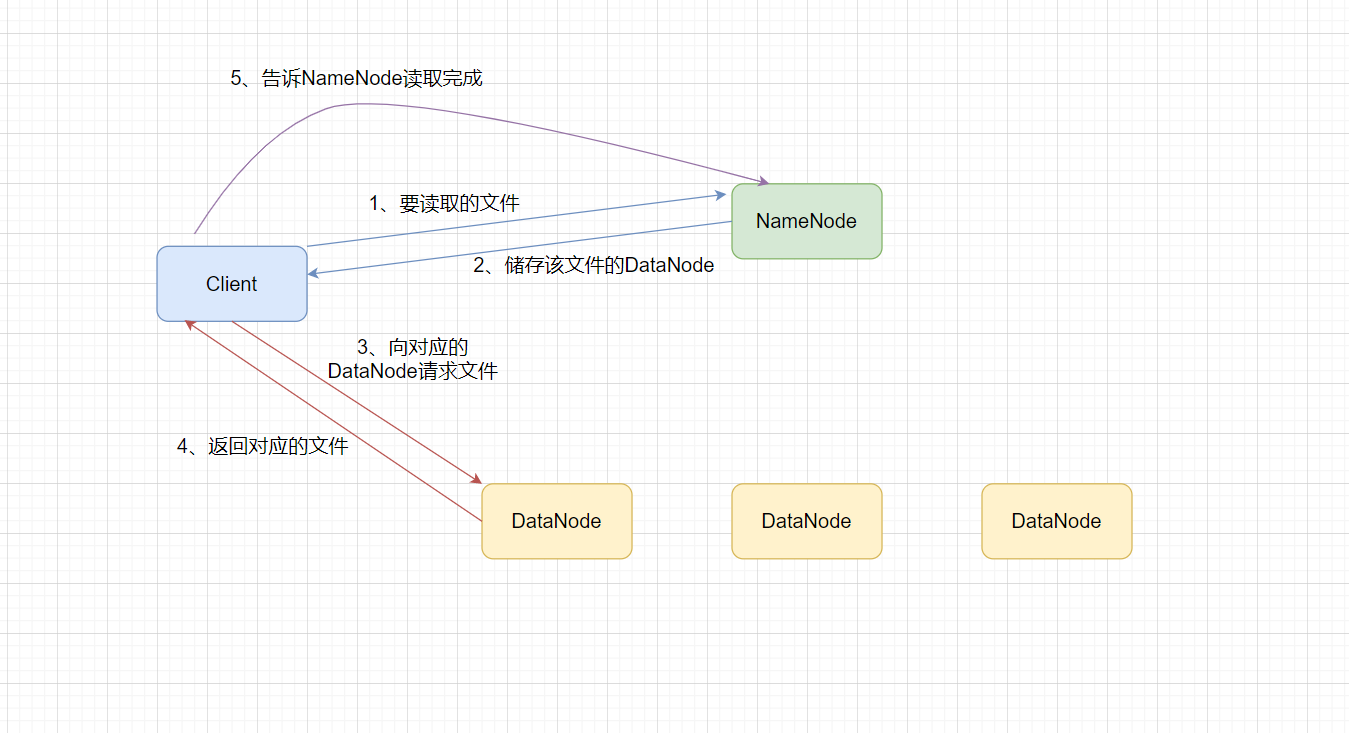 5、告诉NameNode读取完成
1、要读取的文件
NameNode
2、储存该文件的DataNode
Client
3、向对应的
DataNode请求文件
4、返回对应的文件
DataNode
DataNode
DataNode